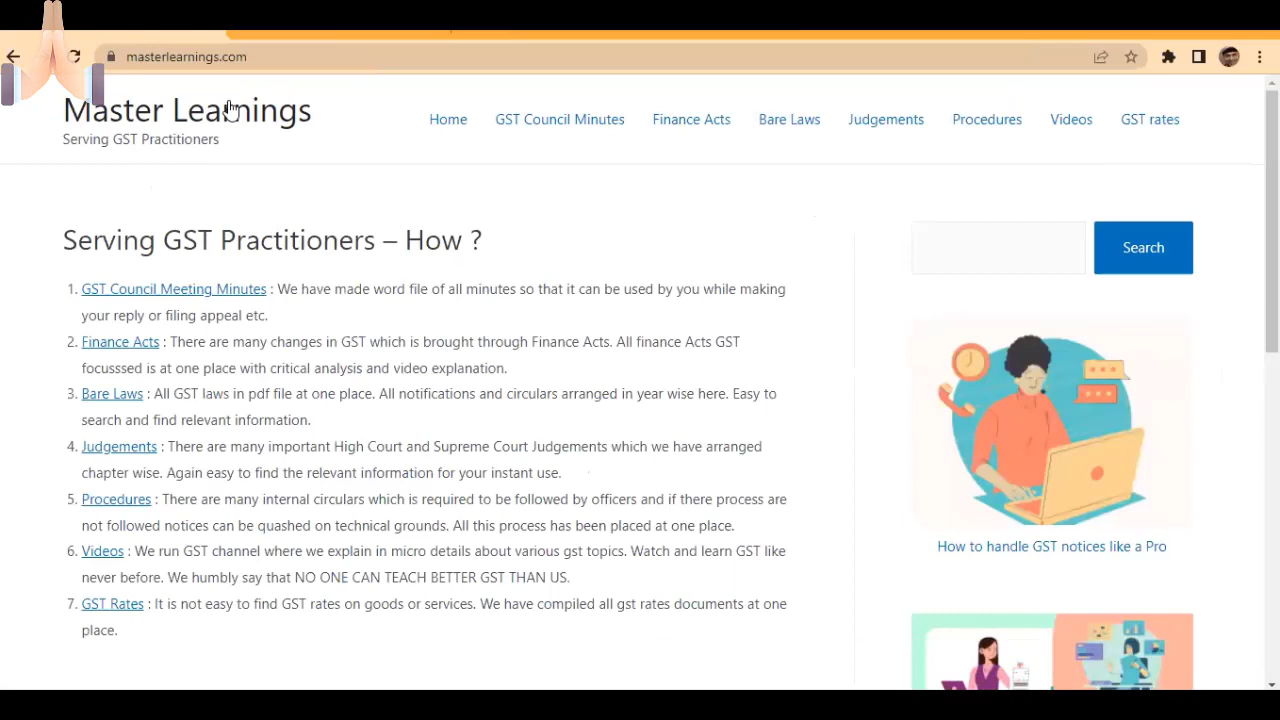 masterlearnings.com
Master Learnings
Serving GST Practitioners
Home GST Council Minutes Finance Acts Bare Laws Judgements Procedures Videos GST rates
Serving GST Practitioners – How ?
1. GST Council Meeting Minutes : We have made word file of all minutes so that it can be used by you while making
your reply or filing appeal etc.
2. Finance Acts : There are many changes in GST which is brought through Finance Acts. All finance Acts GST
focusssed is at one place with critical analysis and video explanation.
3. Bare Laws : All GST laws in pdf file at one place. All notifications and circulars arranged in year wise here. Easy to
search and find relevant information.
4. Judgements : There are many important High Court and Supreme Court Judgements which we have arranged
chapter wise. Again easy to find the relevant information for your instant use.
5. Procedures : There are many internal circulars which is required to be followed by officers and if there process are
not followed notices can be quashed on technical grounds. All this process has been placed at one place.
6. Videos : We run GST channel where we explain in micro details about various gst topics. Watch and learn GST like
never before. We humbly say that NO ONE CAN TEACH BETTER GST THAN US.
7. GST Rates : It is not easy to find GST rates on goods or services. We have compiled all gst rates documents at one
place.
Search
How to handle GST notices like a Pro